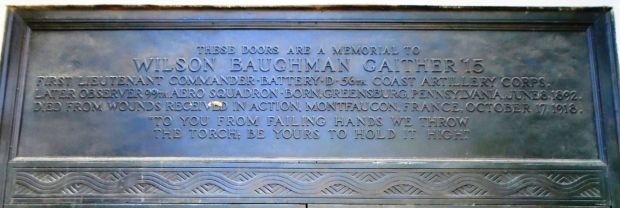 THESE DOORS ARE A MEMORIAL TO
WILSON BAUGHMAN GAITHER '15
FIRST LIEUTENANT COMMANDER · BATTERY · D · 56TH COAST ARTILLERY CORPS.
LATER OBSERVER 99TH AERO SQUADRON · BORN, GREENSBURG, PENNSYLVANIA, JUNE 8, 1892.
DIED FROM WOUNDS RECEIVED IN ACTION, MONTFAUCON, FRANCE, OCTOBER 17, 1918.
"TO YOU FROM FAILING HANDS WE THROW
THE TORCH; BE YOURS TO HOLD IT HIGH"